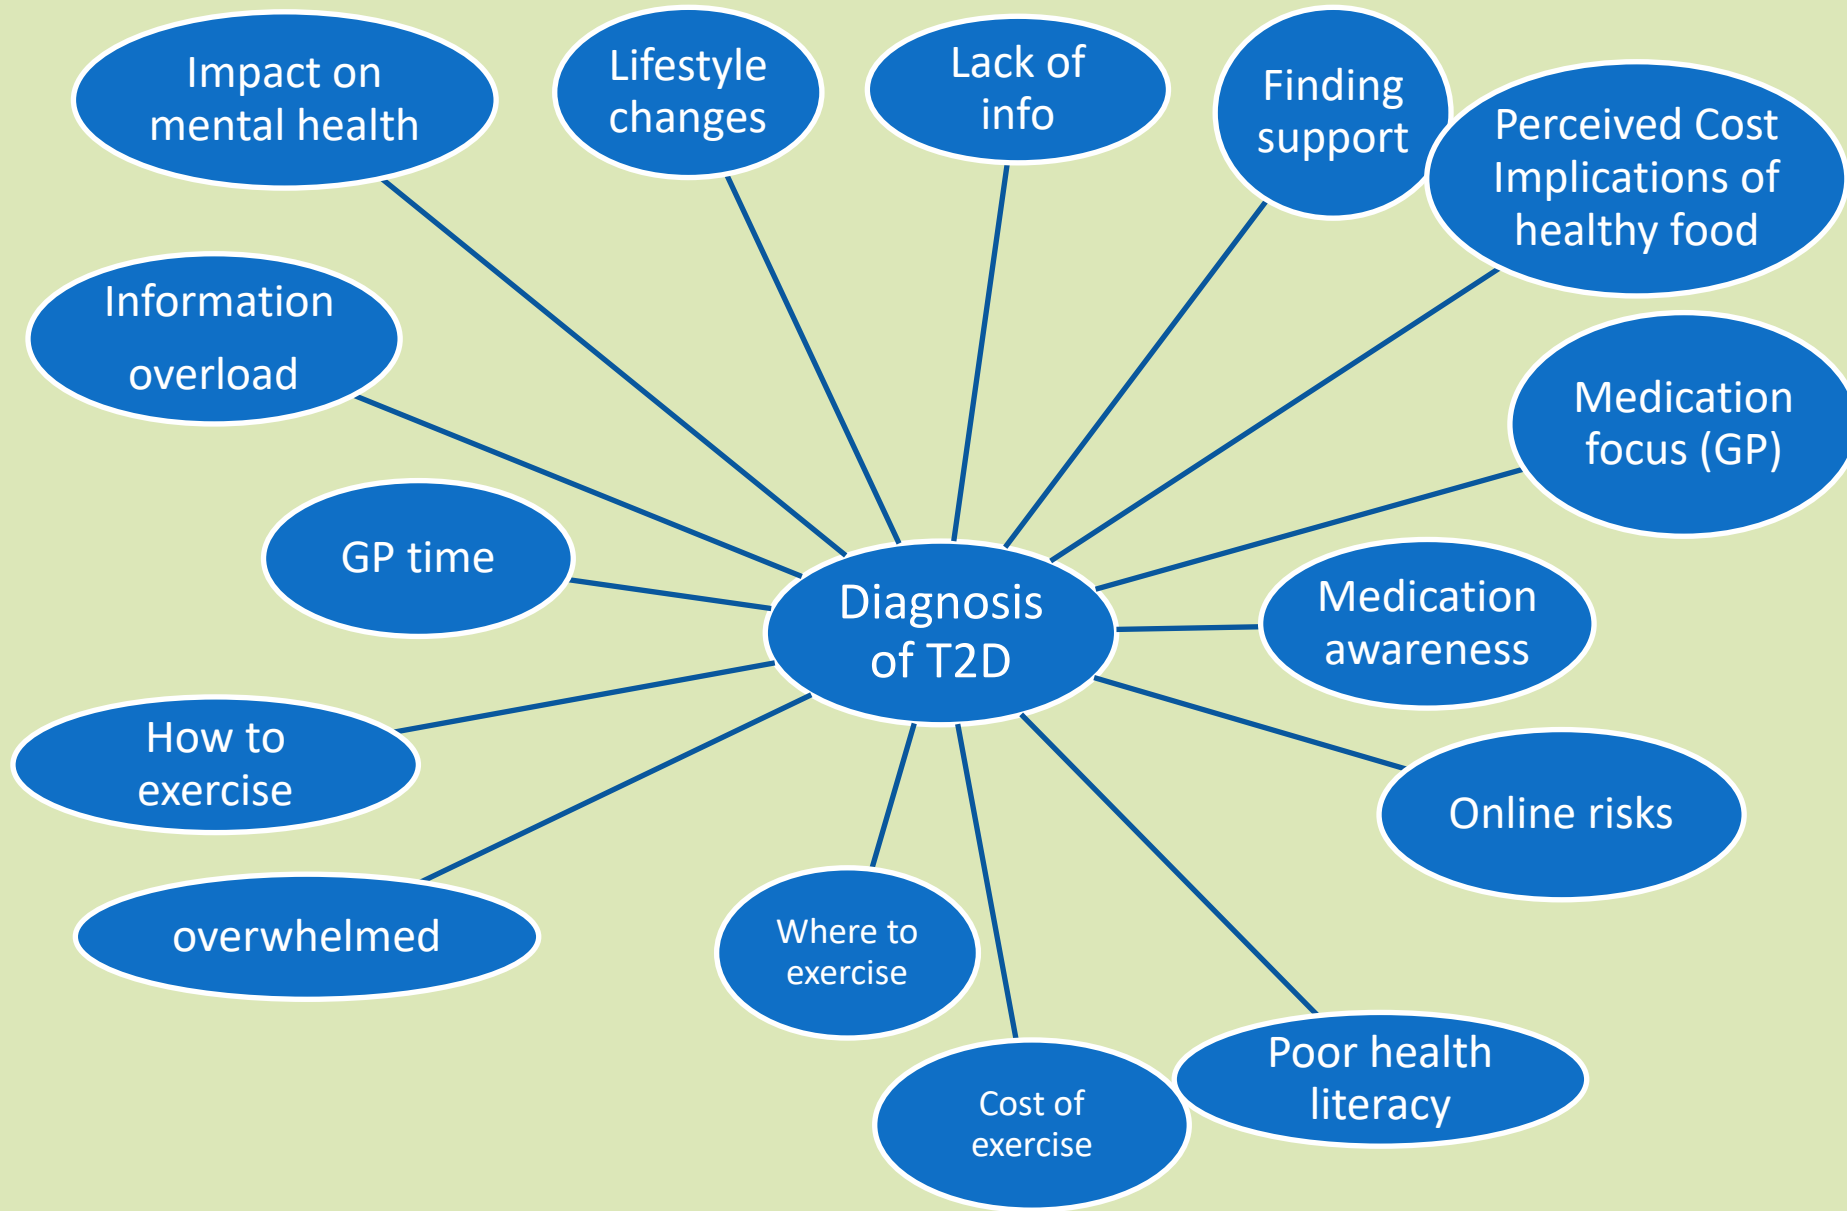 Impact on
mental health
Lifestyle
changes
Lack of
info
Finding
support
Perceived Cost
Implications of
healthy food
Information
overload
Medication
focus (GP)
GP time
Diagnosis
of T2D
Medication
awareness
How to
exercise
Online risks
overwhelmed
Where to
exercise
Cost of
exercise
Poor health
literacy